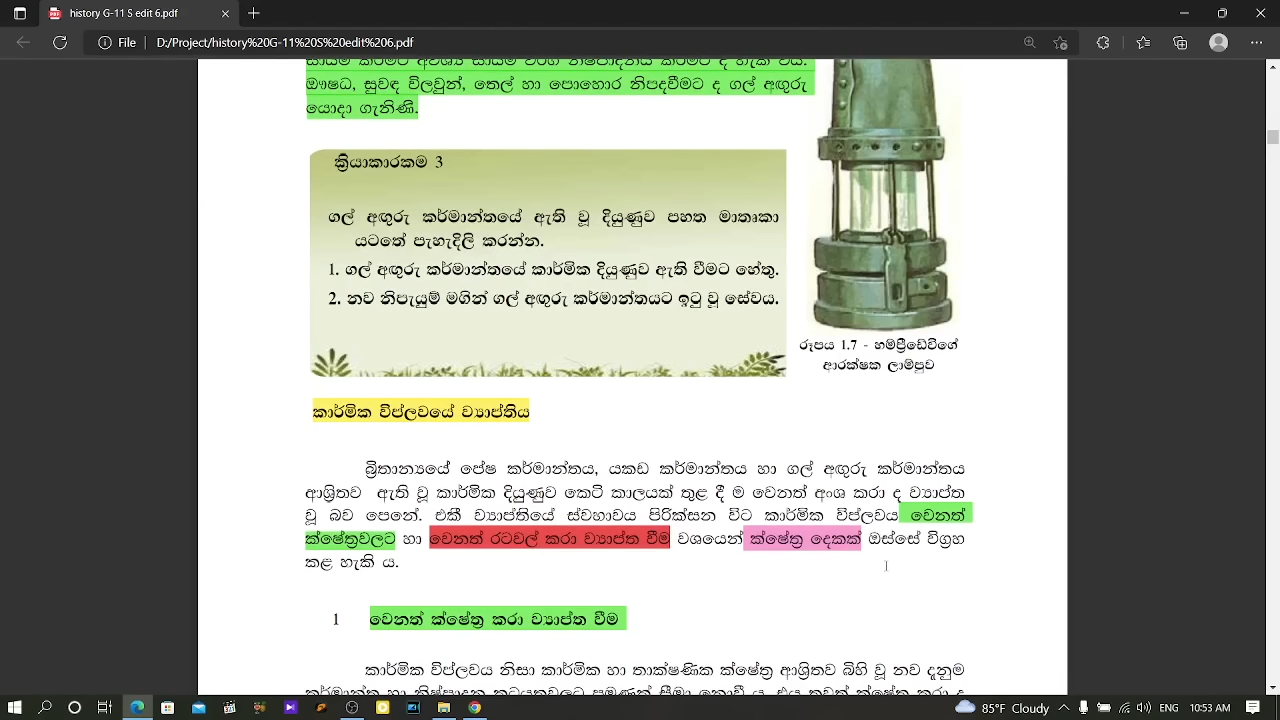 history G-11 S edit 6.pdf
File
D:/Project/history%20G-11%20S%20edit%206.pdf
ඖෂධ, සුවඳ විලවුන්, තෙල් හා පොහොර නිපදවීමට ද ගල් අඟුරු
යොදා ගැනිණි.
ක්‍රියාකාරකම 3
ගල් අඟුරු කර්මාන්තයේ ඇති වූ දියුණුව පහත මාතෘකා
යටතේ පැහැදිලි කරන්න.
1. ගල් අඟුරු කර්මාන්තයේ කාර්මික දියුණුව ඇති වීමට හේතු.
2. නව නිපැයුම් මගින් ගල් අඟුරු කර්මාන්තයට ඉටු වූ සේවය.
රූපය 1.7 - හම්ප්‍රීඩේවිගේ
ආරක්ෂක ලාම්පුව
කාර්මික විප්ලවයේ ව්‍යාප්තිය
බ්‍රිතාන්‍යයේ පේෂ කර්මාන්තය, යකඩ කර්මාන්තය හා ගල් අඟුරු කර්මාන්තය
ආශ්‍රිතව ඇති වූ කාර්මික දියුණුව කෙටි කාලයක් තුළ දී ම වෙනත් අංශ කරා ද ව්‍යාප්ත
වූ බව පෙනේ. එකී ව්‍යාප්තියේ ස්වභාවය පිරික්සන විට කාර්මික විප්ලවය වෙනත්
ක්ෂේත්‍රවලට හා වෙනත් රටවල් කරා ව්‍යාප්ත වීම වශයෙන් ක්ෂේත්‍ර දෙකක් ඔස්සේ විග්‍රහ
කළ හැකි ය.
1 වෙනත් ක්ෂේත්‍ර කරා ව්‍යාප්ත වීම
කාර්මික විප්ලවය නිසා කාර්මික හා තාක්ෂණික ක්ෂේත්‍ර ආශ්‍රිතව බිහි වූ නව දැනුම
85°F Cloudy
ENG
10:53 AM